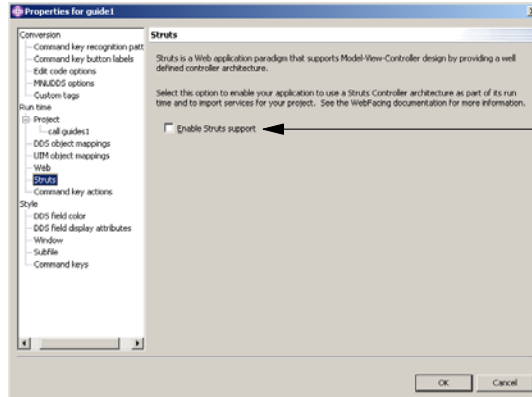 Properties for guide1
Conversion
Command key recognition patt
Command key button labels
Edit code options
MNUDDS options
Custom tags
Run time
Project
call guides1
DDS object mappings
UIM object mappings
Web
Struts
Command key actions
Style
DDS field color
DDS field display attributes
Window
Subfile
Command keys
Struts
Struts is a Web application paradigm that supports Model-View-Controller design by providing a well
defined controller architecture.
Select this option to enable your application to use a Struts Controller architecture as part of its run
time and to import services for your project. See the WebFacing documentation for more information.
Enable Struts support
OK
Cancel